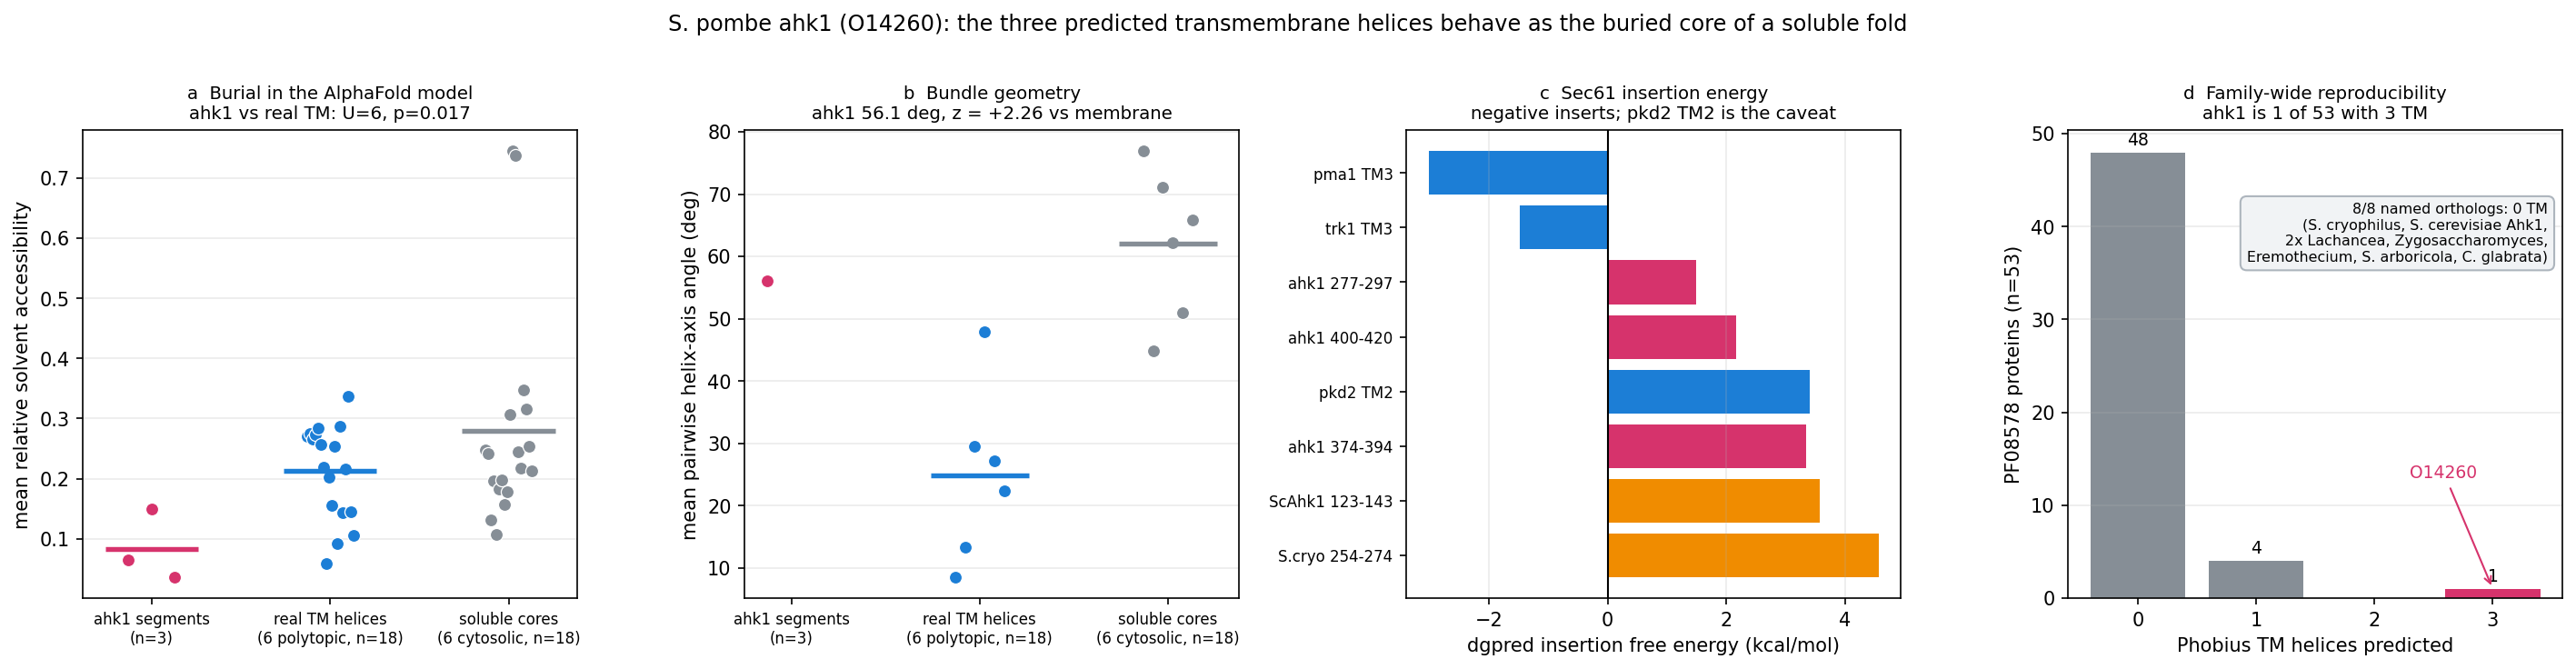 S. pombe ahk1 (O14260): the three predicted transmembrane helices behave as the buried core of a soluble fold
a  Burial in the AlphaFold model
ahk1 vs real TM: U=6, p=0.017
mean relative solvent accessibility
0.7
0.6
0.5
0.4
0.3
0.2
0.1
ahk1 segments
(n=3)
real TM helices
(6 polytopic, n=18)
soluble cores
(6 cytosolic, n=18)
b  Bundle geometry
ahk1 56.1 deg, z = +2.26 vs membrane
mean pairwise helix-axis angle (deg)
80
70
60
50
40
30
20
10
ahk1 segments
(n=3)
real TM helices
(6 polytopic, n=18)
soluble cores
(6 cytosolic, n=18)
c  Sec61 insertion energy
negative inserts; pkd2 TM2 is the caveat
pma1 TM3
trk1 TM3
ahk1 277-297
ahk1 400-420
pkd2 TM2
ahk1 374-394
ScAhk1 123-143
S.cryo 254-274
−2
0
2
4
dgpred insertion free energy (kcal/mol)
d  Family-wide reproducibility
ahk1 is 1 of 53 with 3 TM
PF08578 proteins (n=53)
50
40
30
20
10
0
48
4
1
8/8 named orthologs: 0 TM
(S. cryophilus, S. cerevisiae Ahk1,
2x Lachancea, Zygosaccharomyces,
Eremothecium, S. arboricola, C. glabrata)
O14260
0
1
2
3
Phobius TM helices predicted